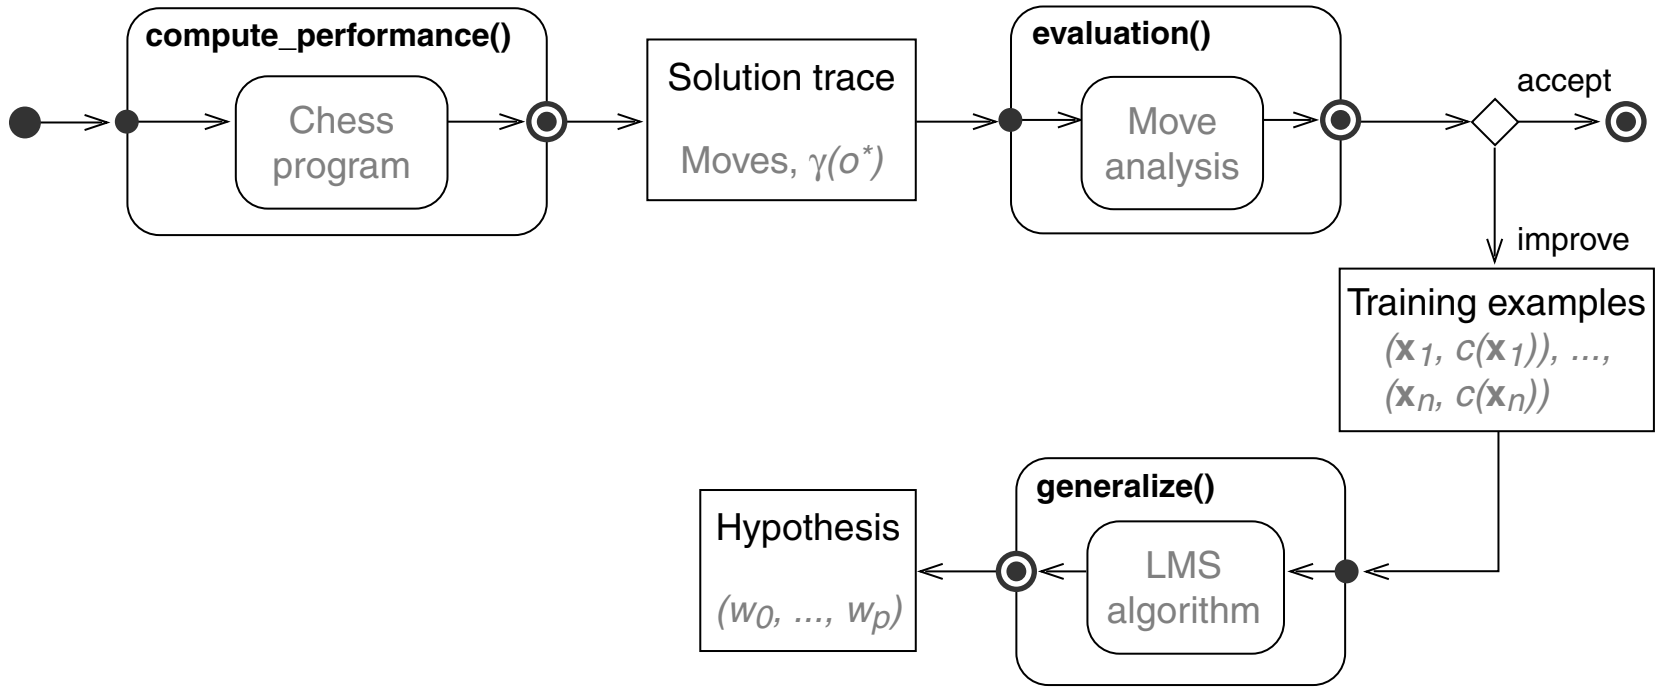 compute_performance()
Chess
program
Solution trace
Moves, γ(o*)
evaluation()
Move
analysis
accept
improve
Training examples
(x1, c(x1)), ...,
(xn, c(xn))
generalize()
LMS
algorithm
Hypothesis
(w0, ..., wp)